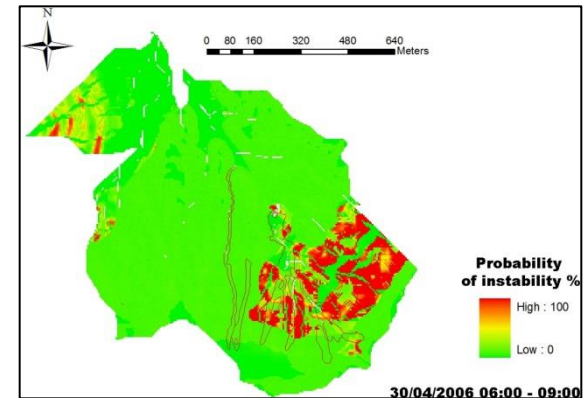 N
0 80 160 320 480 640
Meters
Probability
of instability %
High : 100
Low : 0
30/04/2006 06:00 - 09:00